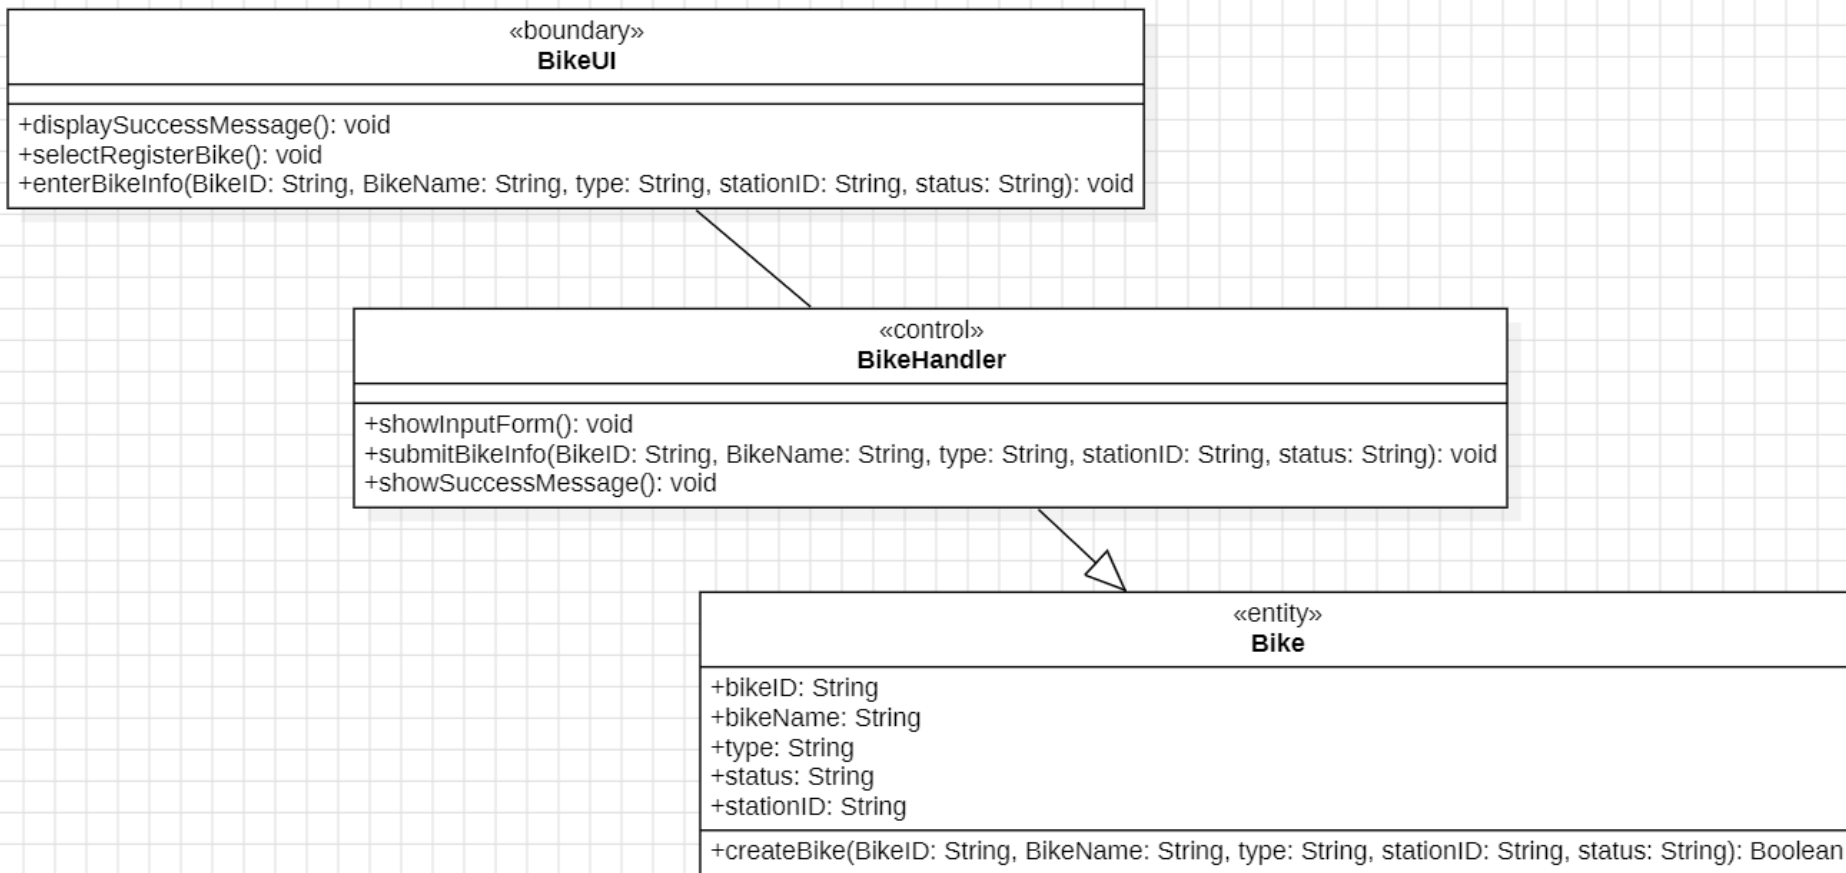 «boundary»
BikeUI
+displaySuccessMessage(): void
+selectRegisterBike(): void
+enterBikeInfo(BikeID: String, BikeName: String, type: String, stationID: String, status: String): void
«control»
BikeHandler
+showInputForm(): void
+submitBikeInfo(BikeID: String, BikeName: String, type: String, stationID: String, status: String): void
+showSuccessMessage(): void
«entity»
Bike
+bikeID: String
+bikeName: String
+type: String
+status: String
+stationID: String
+createBike(BikeID: String, BikeName: String, type: String, stationID: String, status: String): Boolean